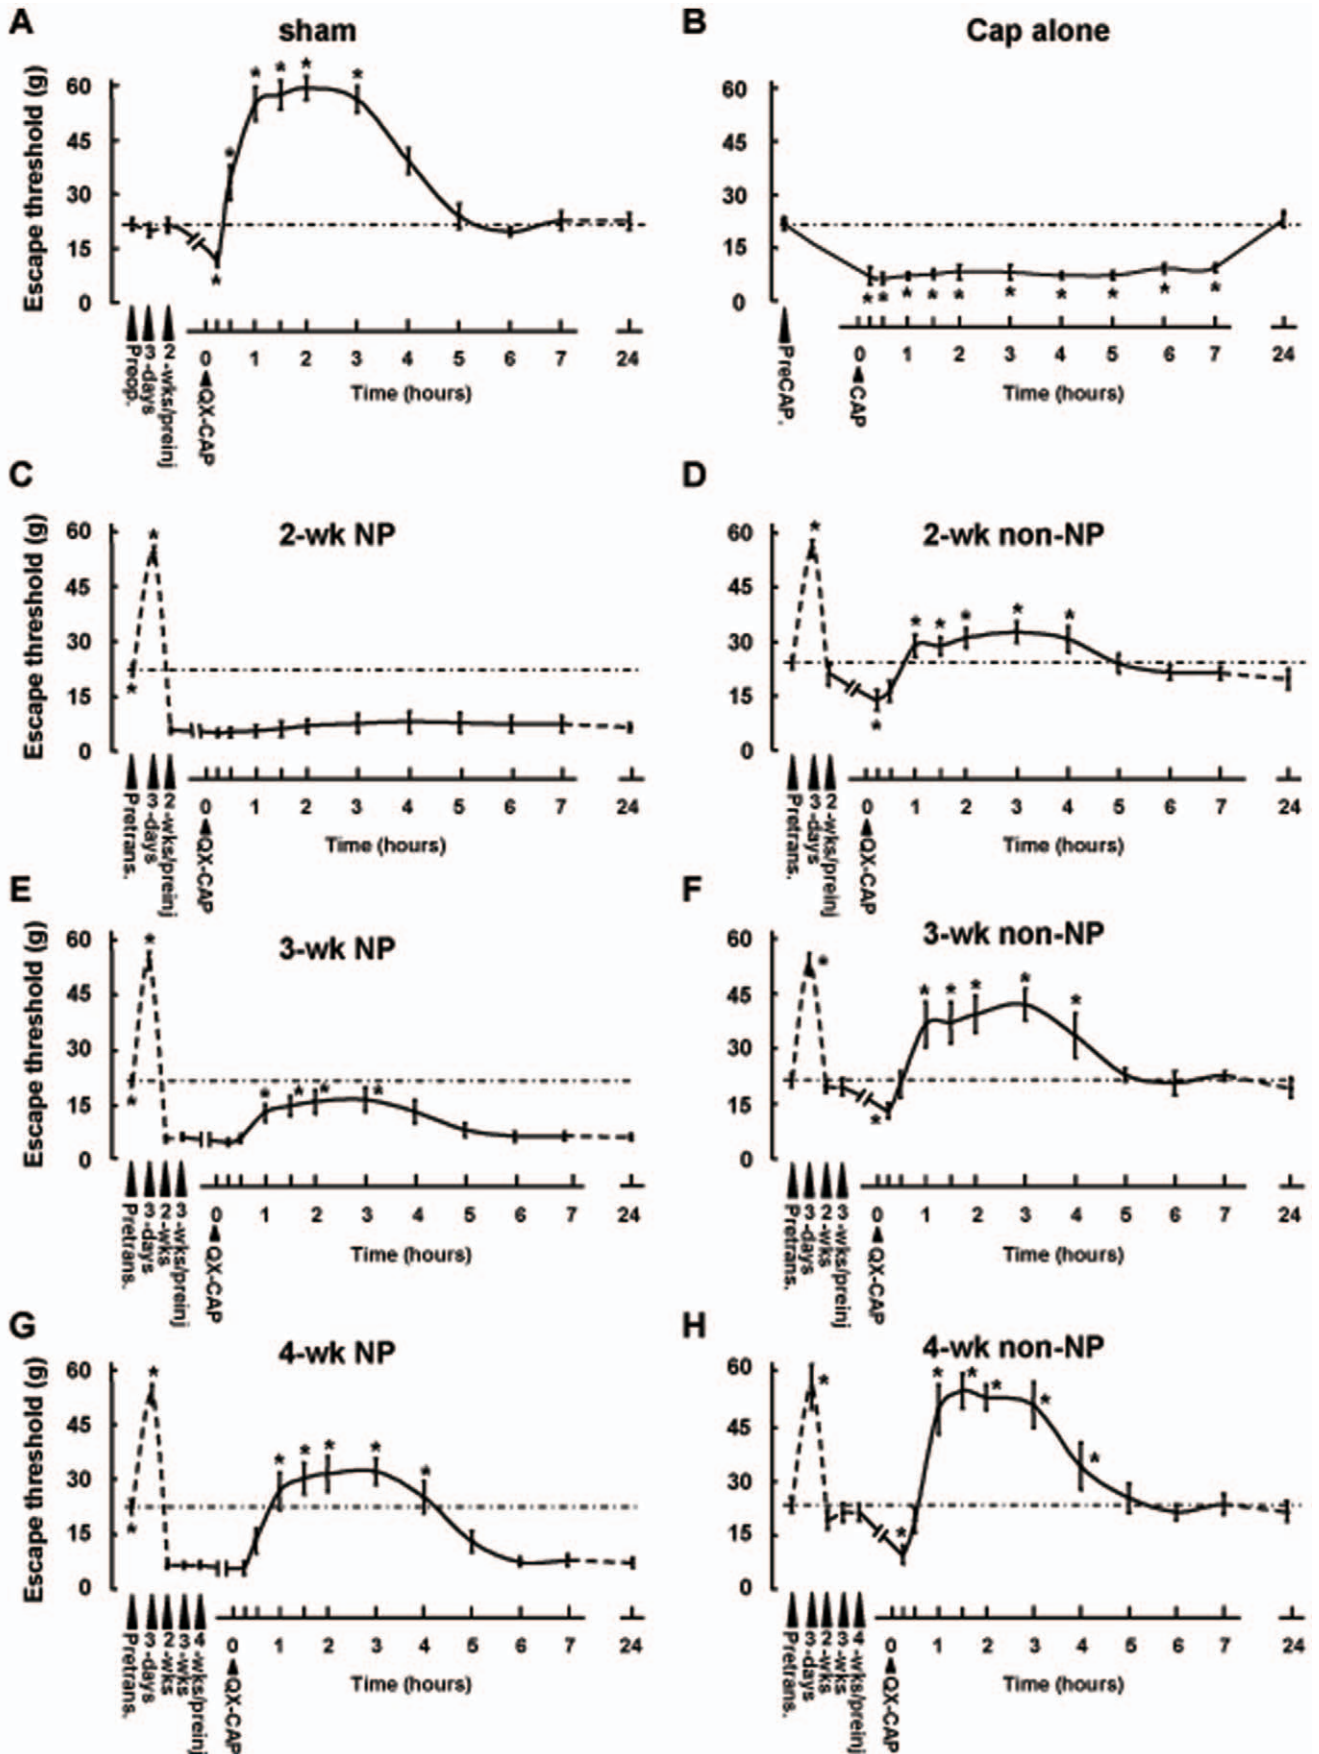 A
sham
Escape threshold (g)
60
45
30
15
0
Preop.
3-days
2-wks/preinj
0 1 2 3 4 5 6 7 24
QX-CAP
Time (hours)
B
Cap alone
60
45
30
15
0
PreCAP.
0 1 2 3 4 5 6 7 24
CAP
Time (hours)
C
2-wk NP
Escape threshold (g)
60
45
30
15
0
Pretrans.
3-days
2-wks/preinj
0 1 2 3 4 5 6 7 24
QX-CAP
Time (hours)
D
2-wk non-NP
60
45
30
15
0
Pretrans.
3-days
2-wks/preinj
0 1 2 3 4 5 6 7 24
QX-CAP
Time (hours)
E
3-wk NP
Escape threshold (g)
60
45
30
15
0
Pretrans.
3-days
2-wks
3-wks/preinj
0 1 2 3 4 5 6 7 24
QX-CAP
Time (hours)
F
3-wk non-NP
60
45
30
15
0
Pretrans.
3-days
2-wks
3-wks/preinj
0 1 2 3 4 5 6 7 24
QX-CAP
Time (hours)
G
4-wk NP
Escape threshold (g)
60
45
30
15
0
Pretrans.
3-days
2-wks
3-wks
4-wks/preinj
0 1 2 3 4 5 6 7 24
QX-CAP
Time (hours)
H
4-wk non-NP
60
45
30
15
0
Pretrans.
3-days
2-wks
3-wks
4-wks/preinj
0 1 2 3 4 5 6 7 24
QX-CAP
Time (hours)